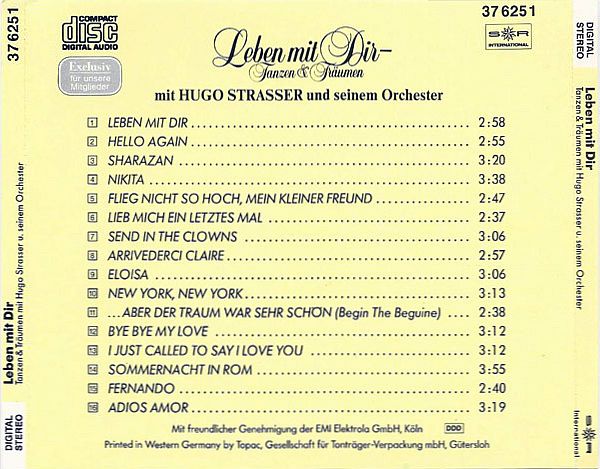 COMPACT
disc
DIGITAL AUDIO
Exclusiv
für unsere
Mitglieder
Leben mit Dir–
Tanzen & Träumen
mit HUGO STRASSER und seinem Orchester
37 6251
S R
INTERNATIONAL
1 LEBEN MIT DIR 2:58
2 HELLO AGAIN 2:55
3 SHARAZAN 3:20
4 NIKITA 3:38
5 FLIEG NICHT SO HOCH, MEIN KLEINER FREUND 2:47
6 LIEB MICH EIN LETZTES MAL 2:37
7 SEND IN THE CLOWNS 3:06
8 ARRIVEDERCI CLAIRE 2:57
9 ELOISA 3:06
10 NEW YORK, NEW YORK 3:13
11 ...ABER DER TRAUM WAR SEHR SCHÖN (Begin The Beguine) 2:38
12 BYE BYE MY LOVE 3:12
13 I JUST CALLED TO SAY I LOVE YOU 3:12
14 SOMMERNACHT IN ROM 3:55
15 FERNANDO 2:40
16 ADIOS AMOR 3:19
Mit freundlicher Genehmigung der EMI Elektrola GmbH, Köln DDD
Printed in Western Germany by Topac, Gesellschaft für Tonträger-Verpackung mbH, Gütersloh
37 6251
Leben mit Dir
Tanzen & Träumen mit Hugo Strasser u. seinem Orchester
DIGITAL
STEREO
DIGITAL
STEREO
Leben mit Dir
Tanzen & Träumen mit Hugo Strasser u. seinem Orchester
S R
International